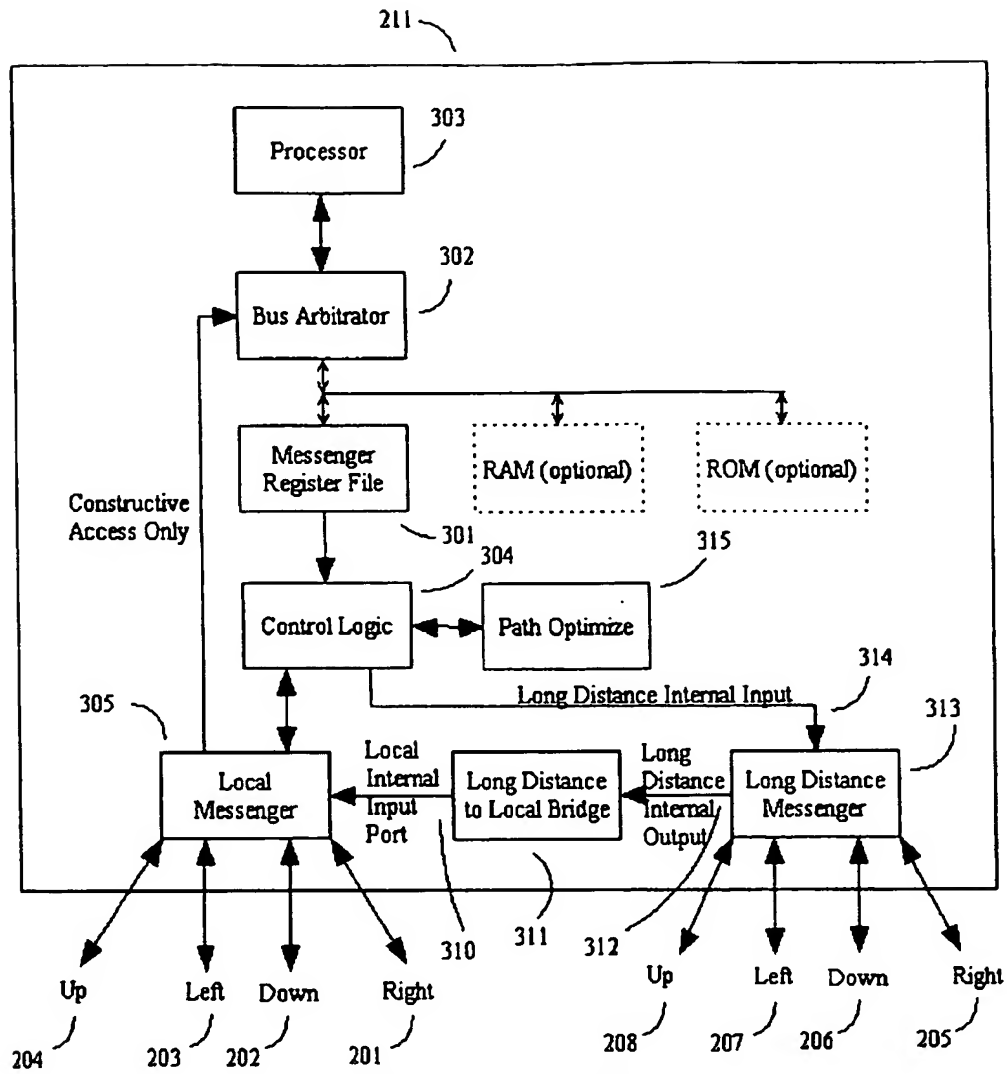 211
303
Processor
302
Bus Arbitrator
Messenger
Register File
RAM (optional)
ROM (optional)
Constructive
Access Only
301
304
315
Control Logic
Path Optimize
314
Long Distance Internal Input
305
313
Local
Messenger
Local
Internal
Input
Port
Long Distance
to Local Bridge
Long
Distance
Internal
Output
Long Distance
Messenger
310
311
312
Up
Left
Down
Right
Up
Left
Down
Right
204
203
202
201
208
207
206
205